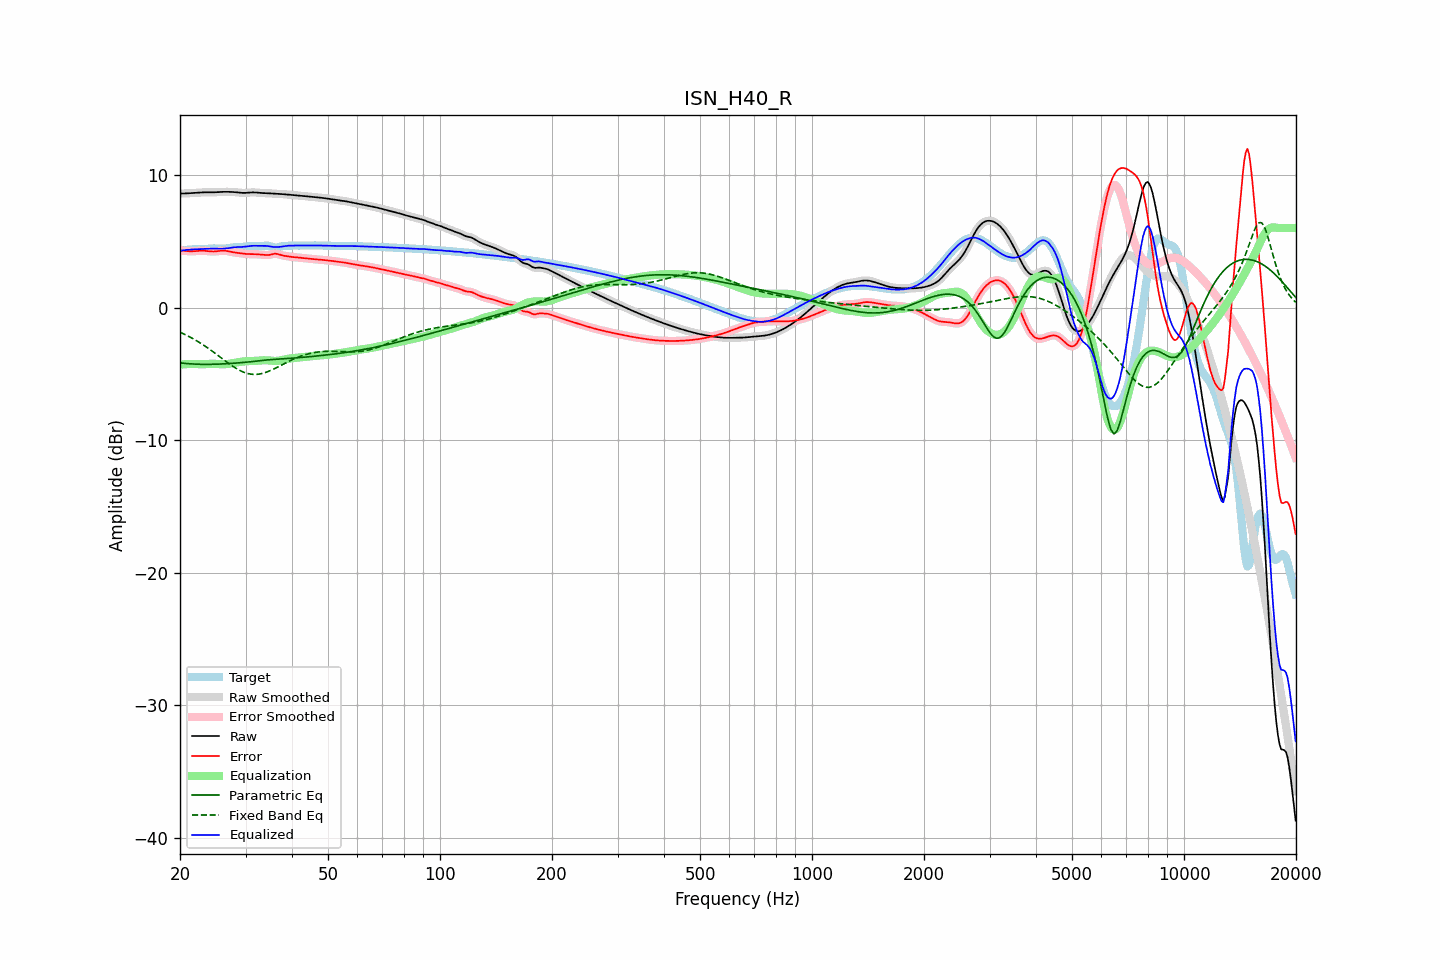 ISN_H40_R
Amplitude (dBr)
10
0
−10
−20
−30
−40
Target
Raw Smoothed
Error Smoothed
Raw
Error
Equalization
Parametric Eq
Fixed Band Eq
Equalized
20 50 100 200 500 1000 2000 5000 10000 20000
Frequency (Hz)